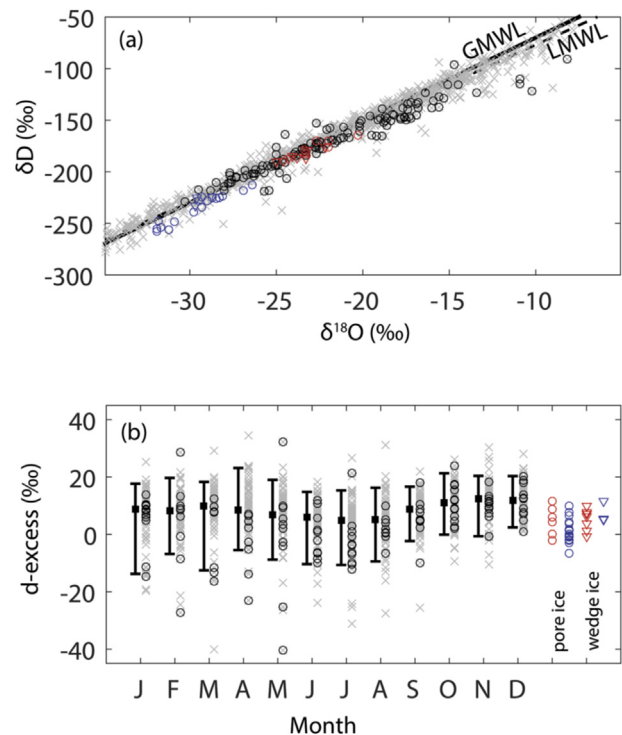 (a)
GMWL
LMWL
δD (‰)
-50
-100
-150
-200
-250
-300
-30
-25
-20
-15
-10
δ¹⁸O (‰)
(b)
d-excess (‰)
40
20
0
-20
-40
pore ice
wedge ice
J F M A M J J A S O N D
Month